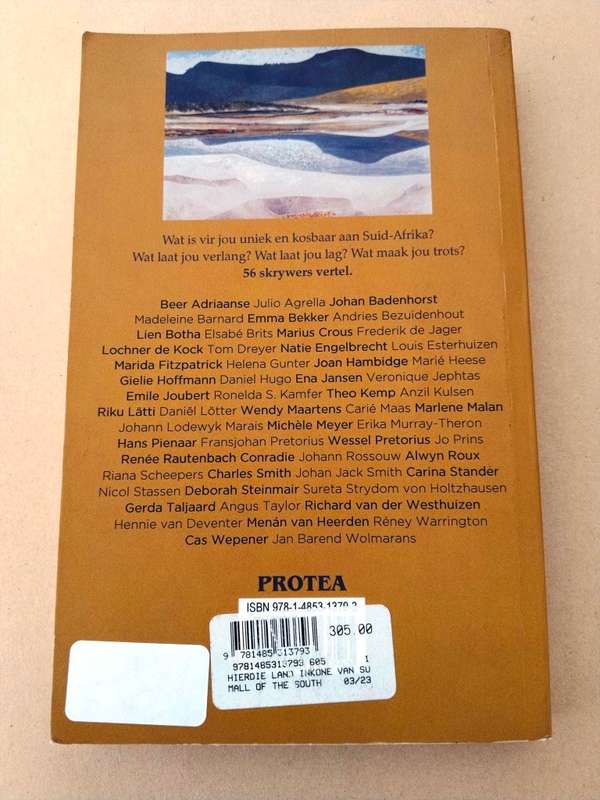 Wat is vir jou uniek en kosbaar aan Suid-Afrika?
Wat laat jou verlang? Wat laat jou lag? Wat maak jou trots?
56 skrywers vertel.
Beer Adriaanse Julio Agrella Johan Badenhorst
Madeleine Barnard Emma Bekker Andries Bezuidenhout
Lien Botha Elsabé Brits Marius Crous Frederik de Jager
Lochner de Kock Tom Dreyer Natie Engelbrecht Louis Esterhuizen
Marida Fitzpatrick Helena Gunter Joan Hambidge Marié Heese
Gielie Hoffmann Daniel Hugo Ena Jansen Veronique Jephtas
Emile Joubert Ronelda S. Kamfer Theo Kemp Anzil Kulsen
Riku Lätti Daniël Lötter Wendy Maartens Carié Maas Marlene Malan
Johann Lodewyk Marais Michèle Meyer Erika Murray-Theron
Hans Pienaar Fransjohan Pretorius Wessel Pretorius Jo Prins
Renée Rautenbach Conradie Johann Rossouw Alwyn Roux
Riana Scheepers Charles Smith Johan Jack Smith Carina Stander
Nicol Stassen Deborah Steinmair Sureta Strydom von Holtzhausen
Gerda Taljaard Angus Taylor Richard van der Westhuizen
Hennie van Deventer Menán van Heerden Réney Warrington
Cas Wepener Jan Barend Wolmarans
PROTEA
ISBN 978-1-4853-1379-3
305.00
9 781485 313793
9781485313793 605 1
HIERDIE LAND INKONE VAN SU
MALL OF THE SOUTH 03/23